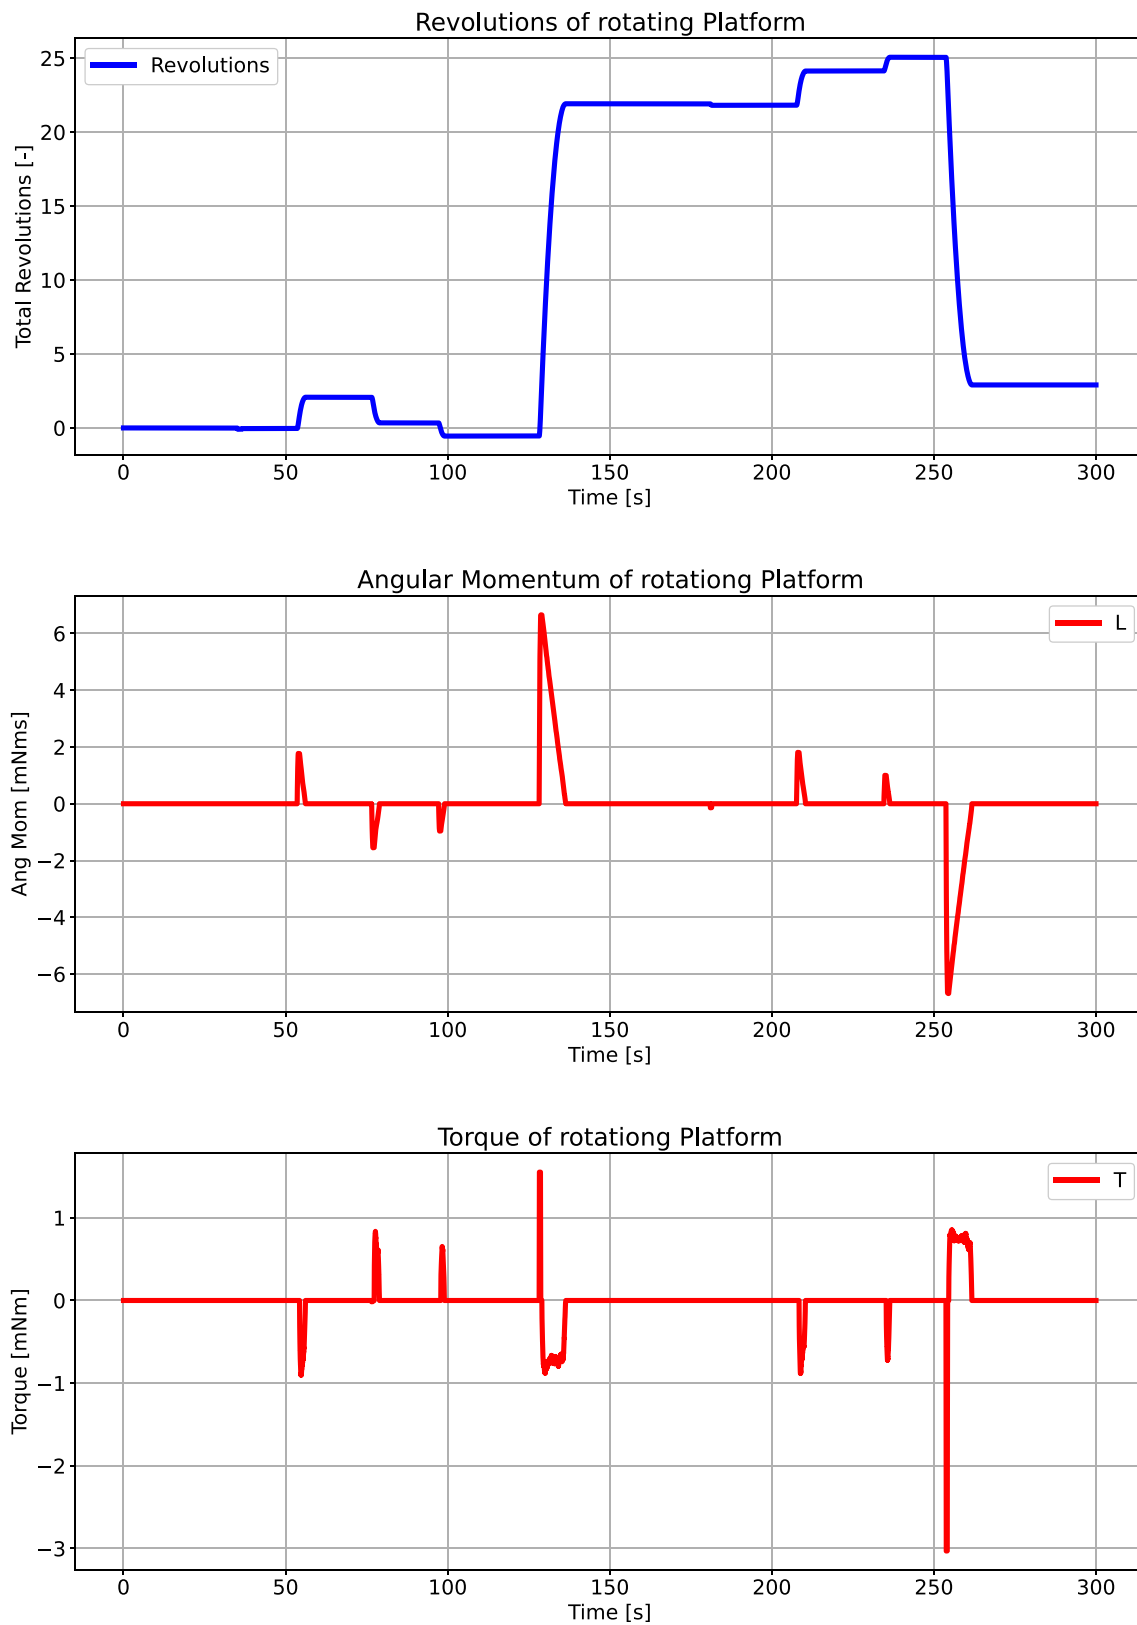 Revolutions of rotating Platform
Revolutions
Total Revolutions [-]
25
20
15
10
5
0
0 50 100 150 200 250 300
Time [s]
Angular Momentum of rotationg Platform
L
Ang Mom [mNms]
6
4
2
0
−2
−4
−6
0 50 100 150 200 250 300
Time [s]
Torque of rotationg Platform
T
Torque [mNm]
1
0
−1
−2
−3
0 50 100 150 200 250 300
Time [s]